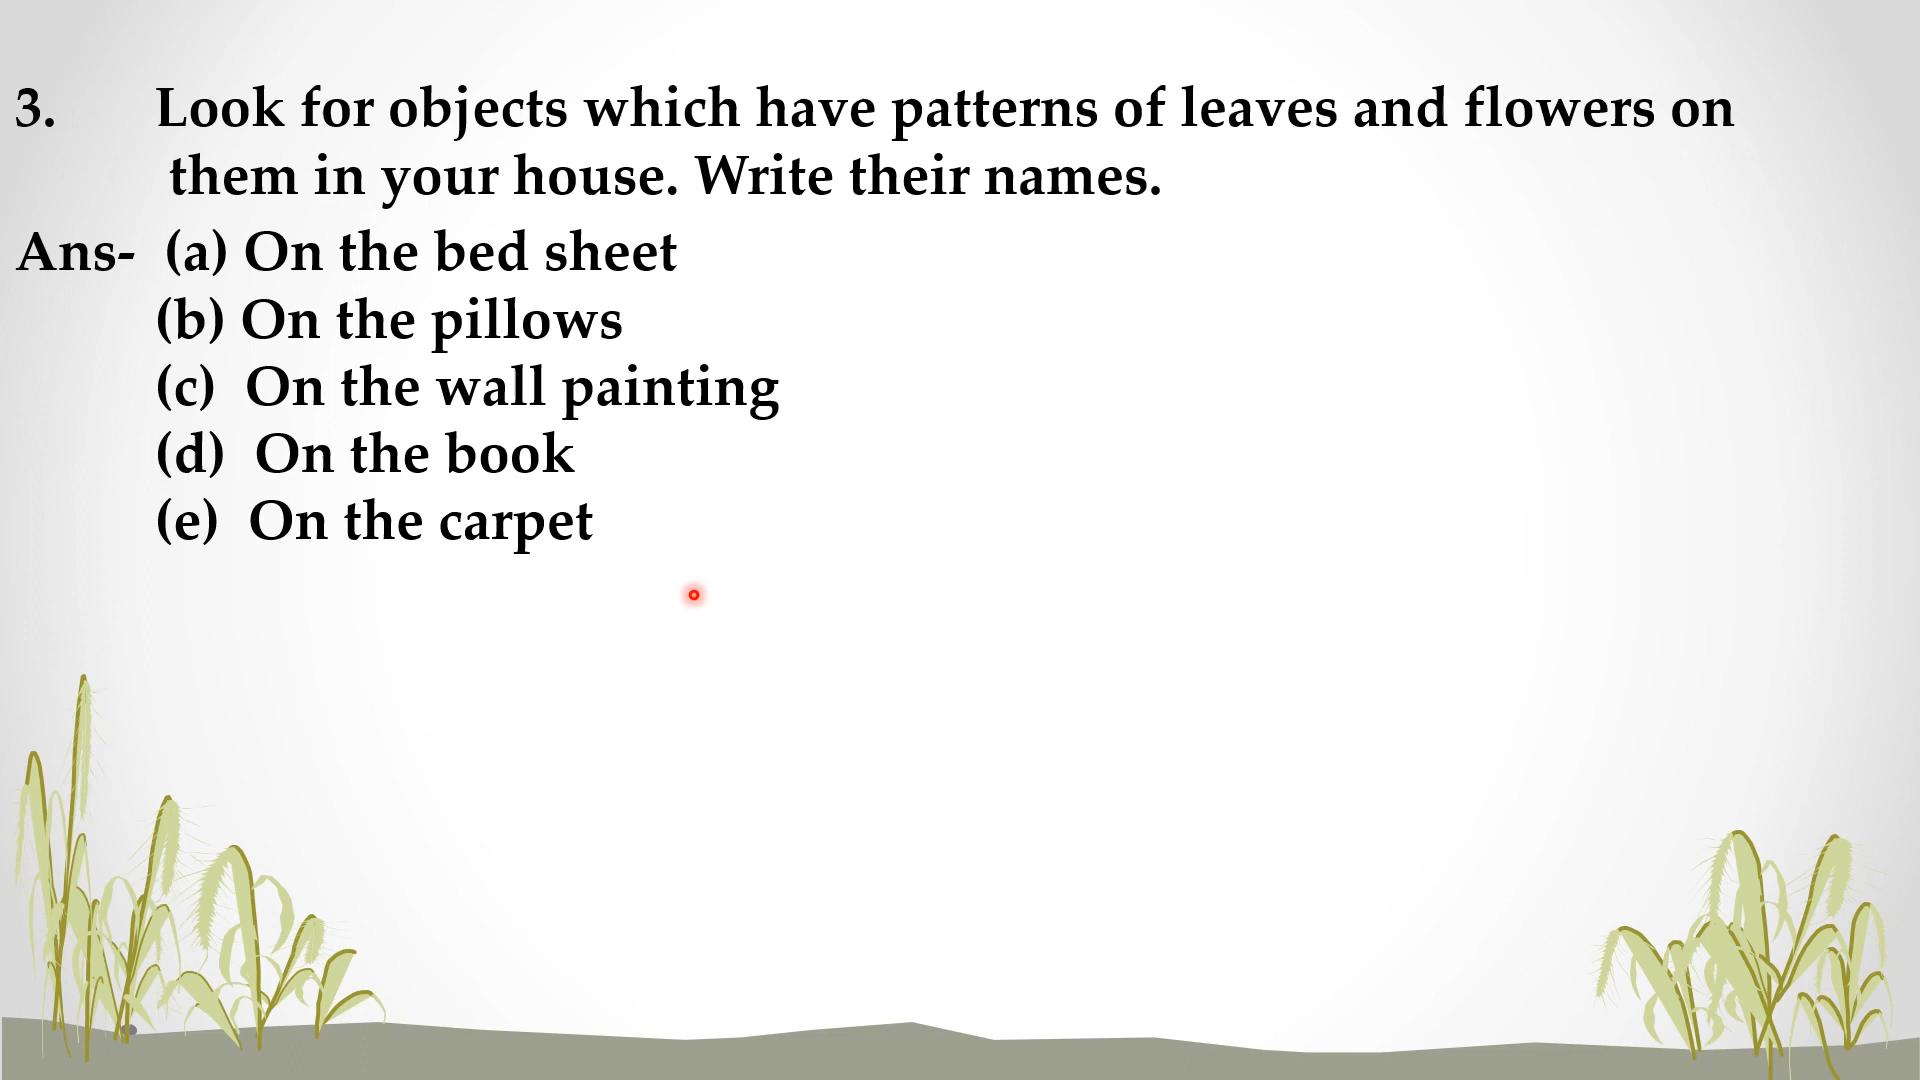 3. Look for objects which have patterns of leaves and flowers on
them in your house. Write their names.
Ans- (a) On the bed sheet
(b) On the pillows
(c) On the wall painting
(d) On the book
(e) On the carpet